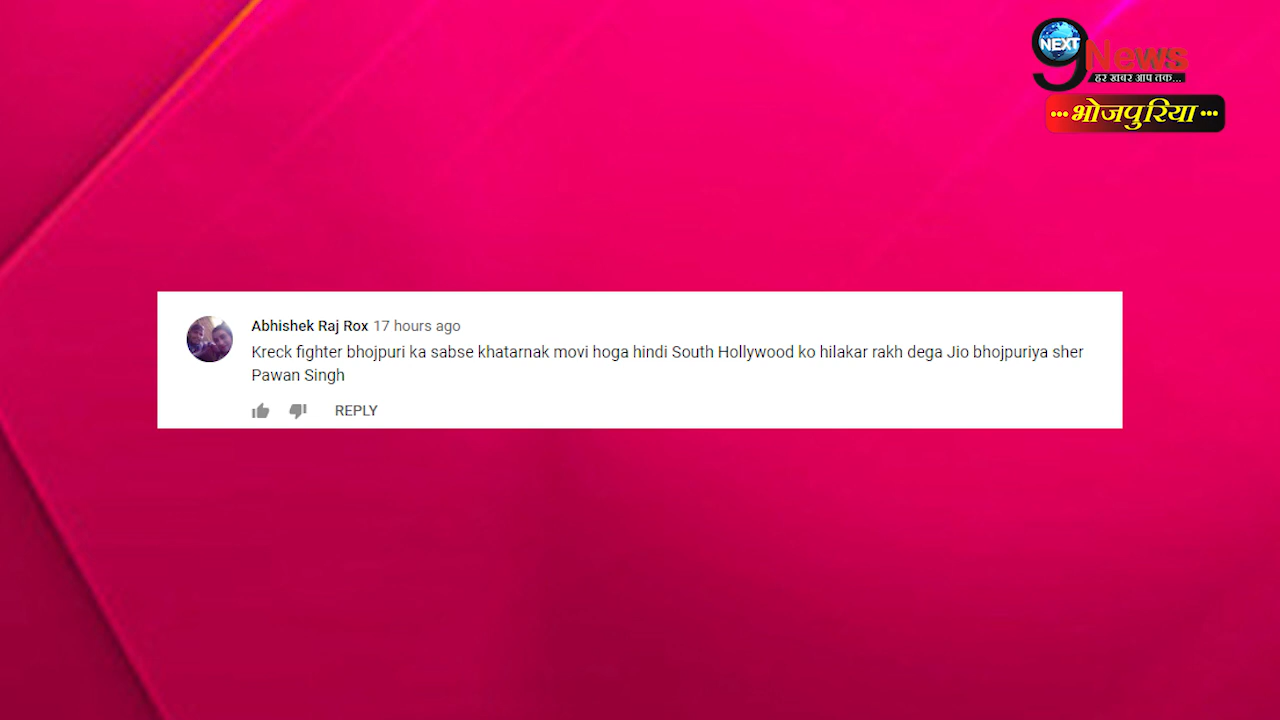 NEXT
9 News
हर खबर आप तक...
...भोजपुरिया...
Abhishek Raj Rox 17 hours ago
Kreck fighter bhojpuri ka sabse khatarnak movi hoga hindi South Hollywood ko hilakar rakh dega Jio bhojpuriya sher
Pawan Singh
REPLY